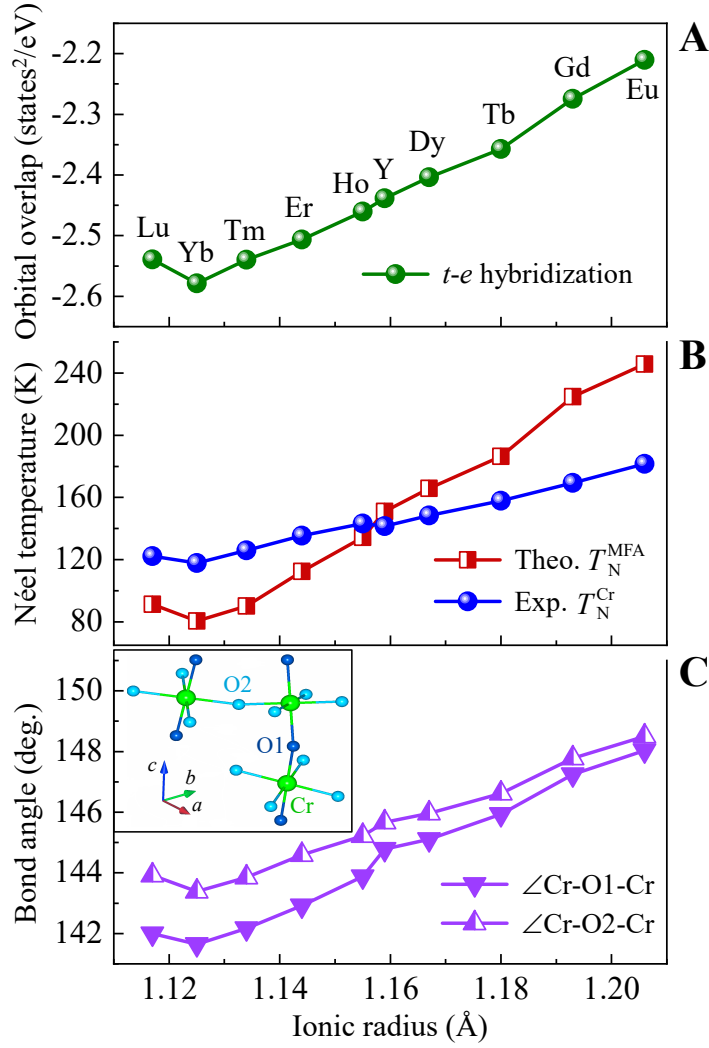 A
Orbital overlap (states²/eV)
-2.2
-2.3
-2.4
-2.5
-2.6
Lu
Yb
Tm
Er
Ho
Y
Dy
Tb
Gd
Eu
t-e hybridization
B
Néel temperature (K)
240
200
160
120
80
Theo. T_N^MFA
Exp. T_N^Cr
C
Bond angle (deg.)
150
148
146
144
142
O2
O1
Cr
c
b
a
∠Cr-O1-Cr
∠Cr-O2-Cr
1.12 1.14 1.16 1.18 1.20
Ionic radius (Å)